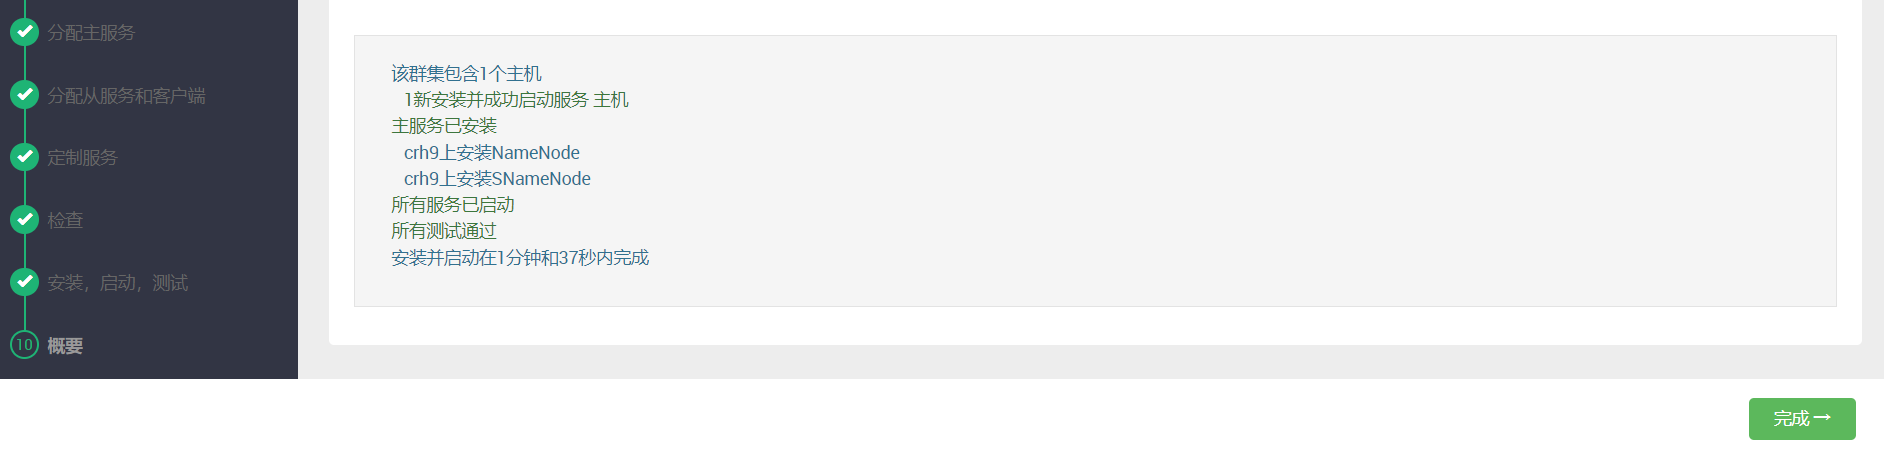 分配主服务
分配从服务和客户端
定制服务
检查
安装，启动，测试
10 概要
该群集包含1个主机
1新安装并成功启动服务 主机
主服务已安装
crh9上安装NameNode
crh9上安装SNameNode
所有服务已启动
所有测试通过
安装并启动在1分钟和37秒内完成
完成→